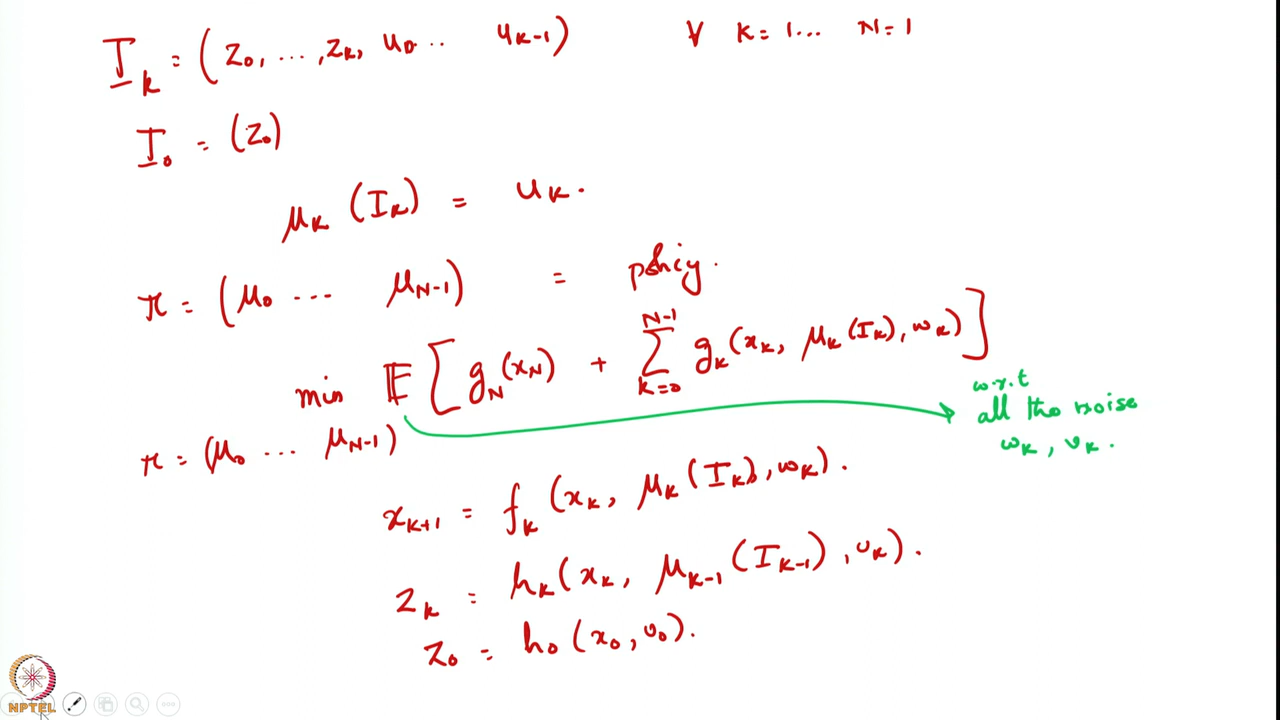 I_k = (z_0, ..., z_k, u_0 .. u_{k-1}) ∀ k = 1... N=1
I_0 = (z_0)
μ_k (I_k) = u_k.
π = (μ_0 ... μ_{N-1}) = policy.
min 𝔼 [ g_N(x_N) + Σ_{k=0}^{N-1} g_k(x_k, μ_k(I_k), w_k) ]
π = (μ_0 ... μ_{N-1})
w.r.t
all the noise
w_k, v_k.
x_{k+1} = f_k (x_k, μ_k(I_k), w_k).
z_k = h_k(x_k, μ_{k-1}(I_{k-1}), v_k).
z_0 = h_0 (x_0, v_0).
NPTEL